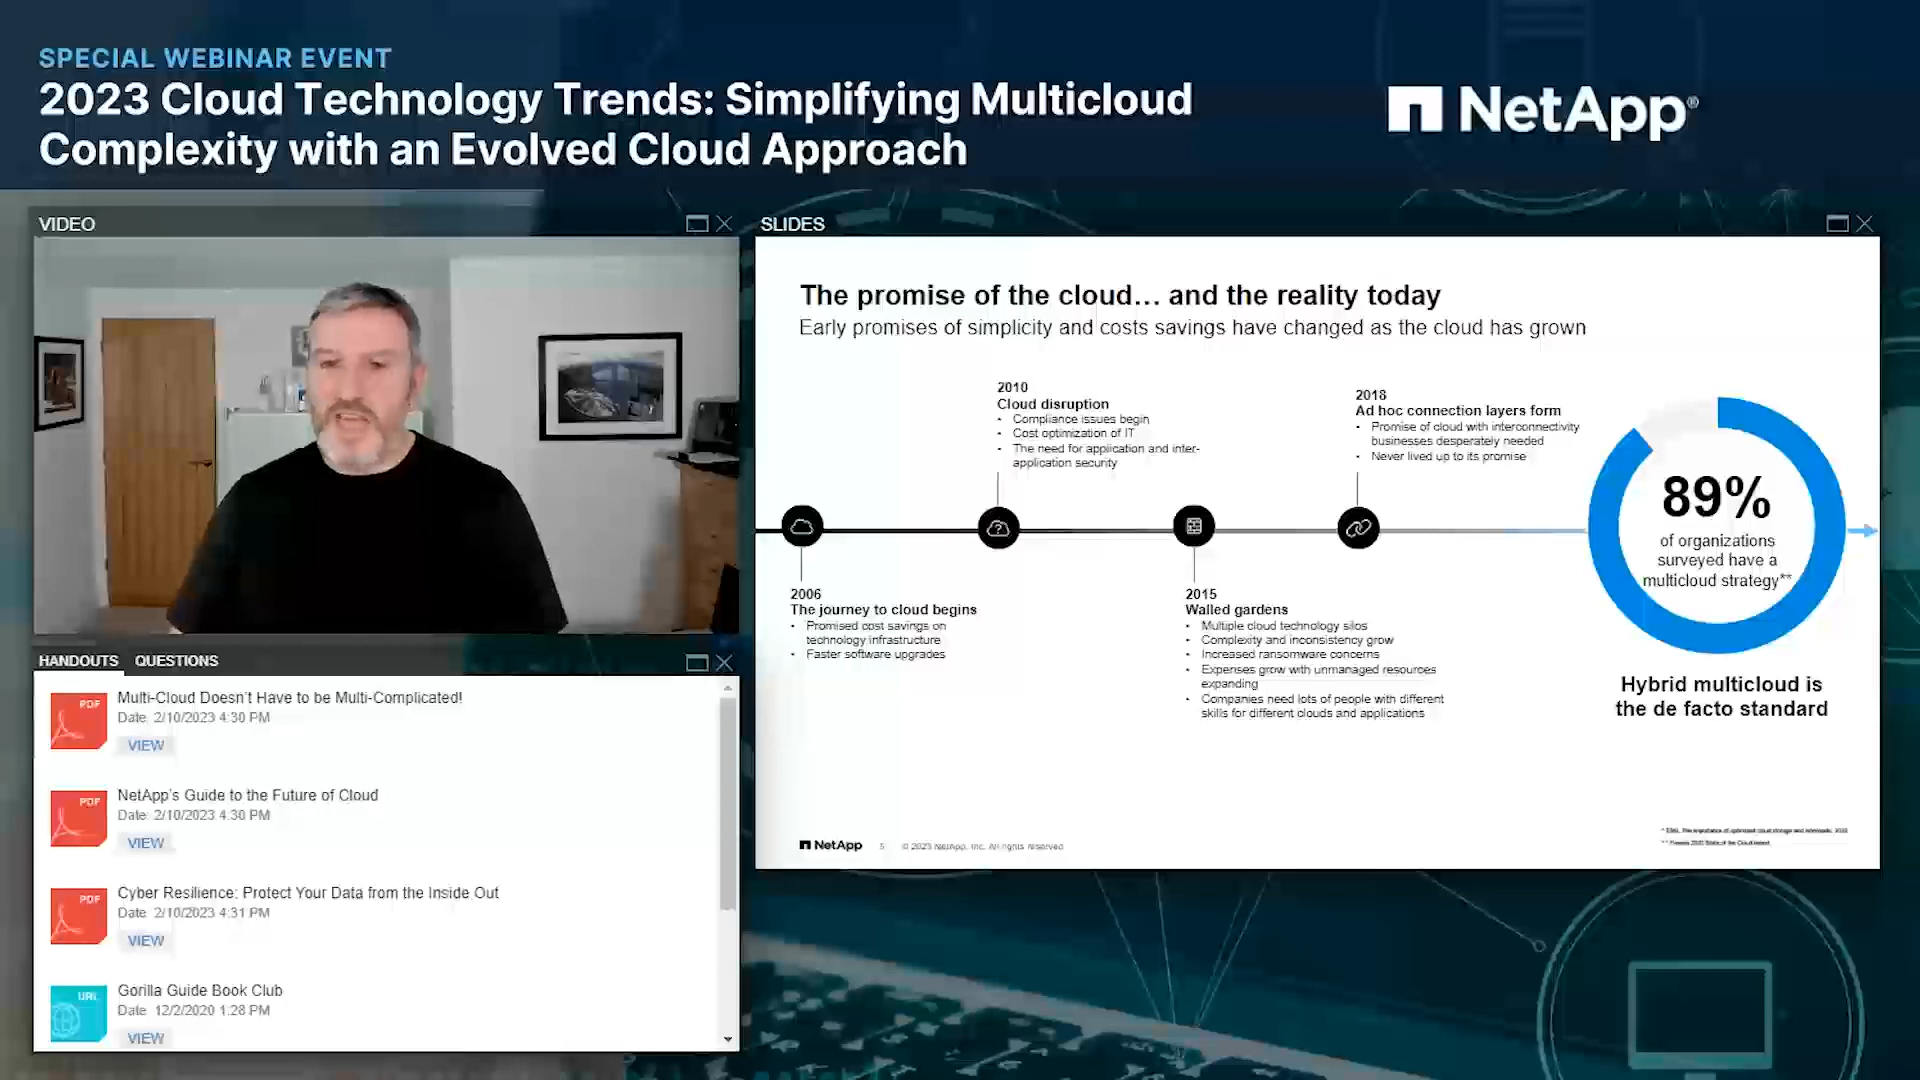 SPECIAL WEBINAR EVENT
2023 Cloud Technology Trends: Simplifying Multicloud
Complexity with an Evolved Cloud Approach
NetApp®
VIDEO
SLIDES
The promise of the cloud... and the reality today
Early promises of simplicity and costs savings have changed as the cloud has grown
2010
Cloud disruption
• Compliance issues begin
• Cost optimization of IT
• The need for application and inter-
application security
2018
Ad hoc connection layers form
• Promise of cloud with interconnectivity
businesses desperately needed
• Never lived up to its promise
89%
of organizations
surveyed have a
multicloud strategy**
2006
The journey to cloud begins
• Promised cost savings on
technology infrastructure
• Faster software upgrades
2015
Walled gardens
• Multiple cloud technology silos
• Complexity and inconsistency grow
• Increased ransomware concerns
• Expenses grow with unmanaged resources
expanding
• Companies need lots of people with different
skills for different clouds and applications
Hybrid multicloud is
the de facto standard
NetApp 5 © 2023 NetApp, Inc. All rights reserved
HANDOUTS QUESTIONS
PDF
Multi-Cloud Doesn't Have to be Multi-Complicated!
Date: 2/10/2023 4:30 PM
VIEW
PDF
NetApp's Guide to the Future of Cloud
Date: 2/10/2023 4:30 PM
VIEW
PDF
Cyber Resilience: Protect Your Data from the Inside Out
Date: 2/10/2023 4:31 PM
VIEW
URL
Gorilla Guide Book Club
Date: 12/2/2020 1:28 PM
VIEW